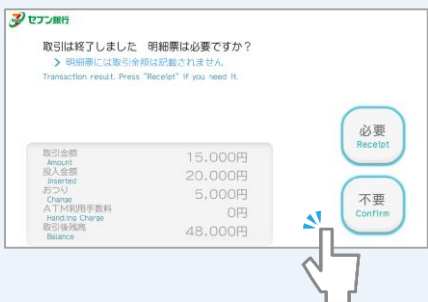 セブン銀行
取引は終了しました　明細票は必要ですか？
> 明細票には取引金額は記載されません
Transaction result. Press "Receipt" If you need It.
必要
Receipt
取引金額 15,000円
Amount
投入金額 20,000円
Inserted
おつり 5,000円
Change
ATM利用手数料 0円
Handing Charge
取引後残高 48,000円
Balance
不要
Confirm